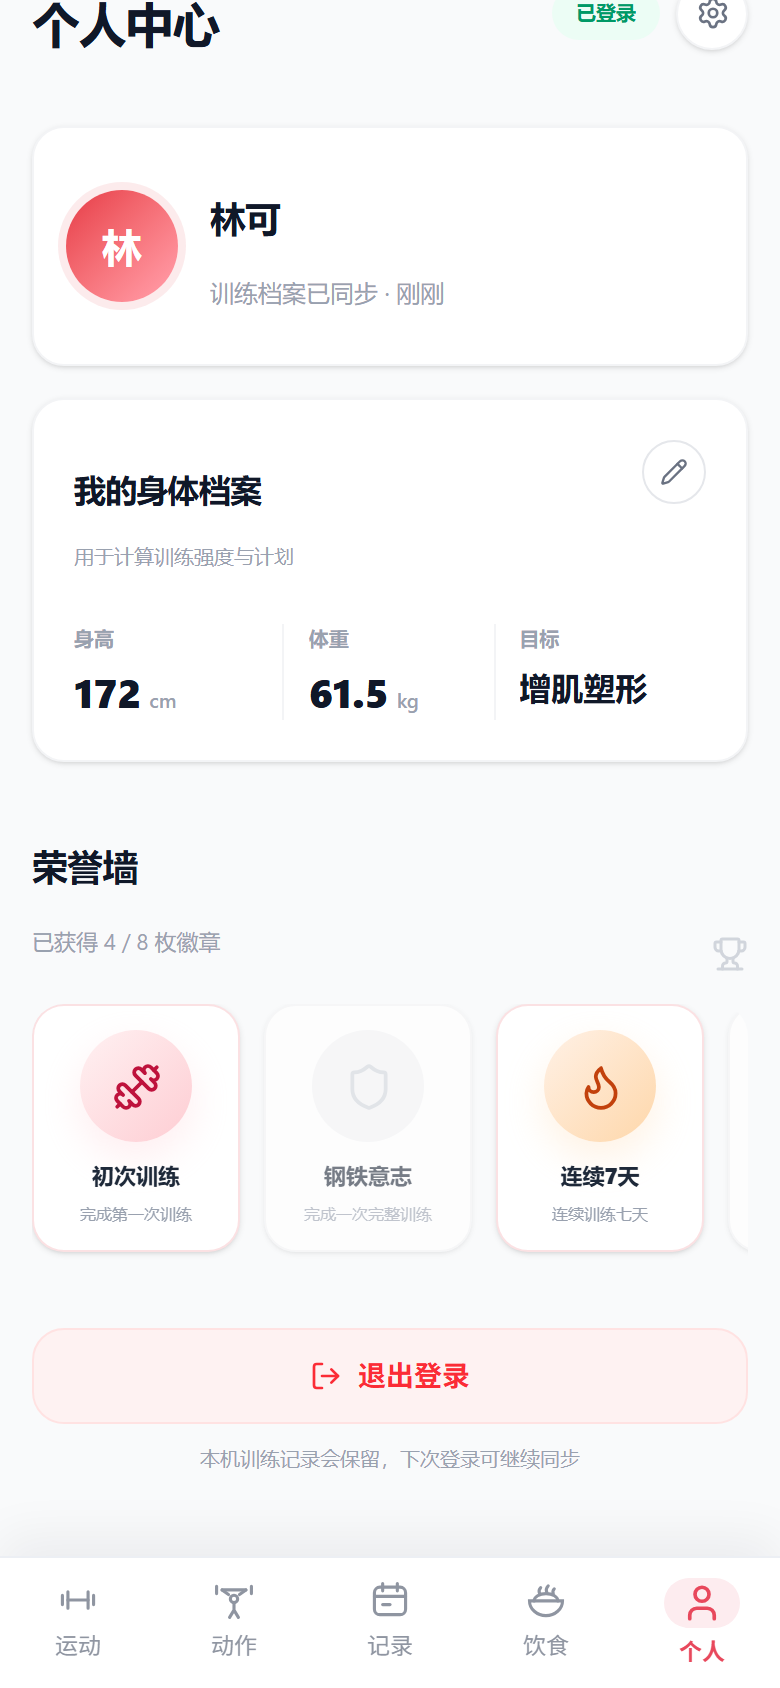 个人中心
已登录
林
林可
训练档案已同步 · 刚刚
我的身体档案
用于计算训练强度与计划
身高
172 cm
体重
61.5 kg
目标
增肌塑形
荣誉墙
已获得 4 / 8 枚徽章
初次训练
完成第一次训练
钢铁意志
完成一次完整训练
连续7天
连续训练七天
退出登录
本机训练记录会保留，下次登录可继续同步
运动
动作
记录
饮食
个人